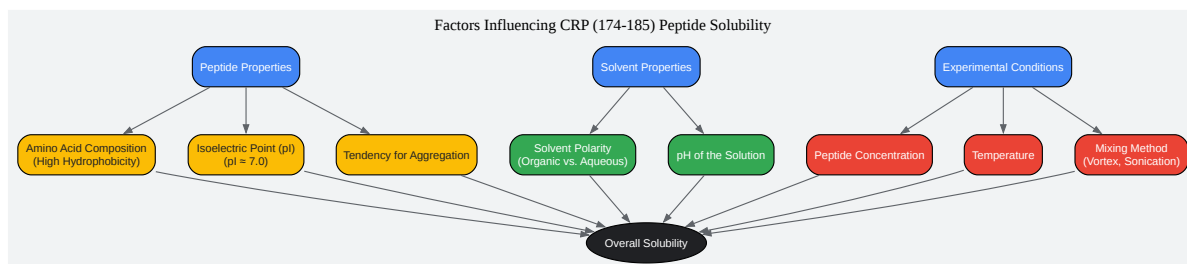 Factors Influencing CRP (174-185) Peptide Solubility
Peptide Properties
Solvent Properties
Experimental Conditions
Amino Acid Composition
(High Hydrophobicity)
Isoelectric Point (pI)
(pI ≈ 7.0)
Tendency for Aggregation
Solvent Polarity
(Organic vs. Aqueous)
pH of the Solution
Peptide Concentration
Temperature
Mixing Method
(Vortex, Sonication)
Overall Solubility